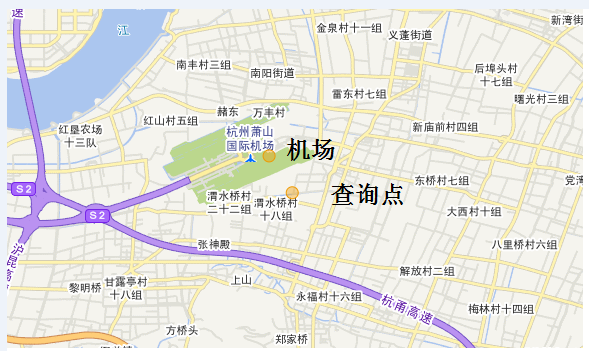 速
江
金泉村十一组
新湾街
义蓬街道
南丰村三组
南阳街道
后埠头村
十七组
雷东村七组
曙光村三组
赭东
万丰村
红山村五组
红垦农场
十三队
杭州萧山
国际机场
机场
新庙前村四组
东桥村七组
党湾
S2
渭水桥村
二十二组
渭水桥村
十八组
查询点
大西村十组
S2
张神殿
八里桥村六组
沪昆高
解放村二组
甘露亭村
十八组
黎明桥
上山
永福村十六组
杭甬高速
梅林村十四组
方桥头
郑家桥